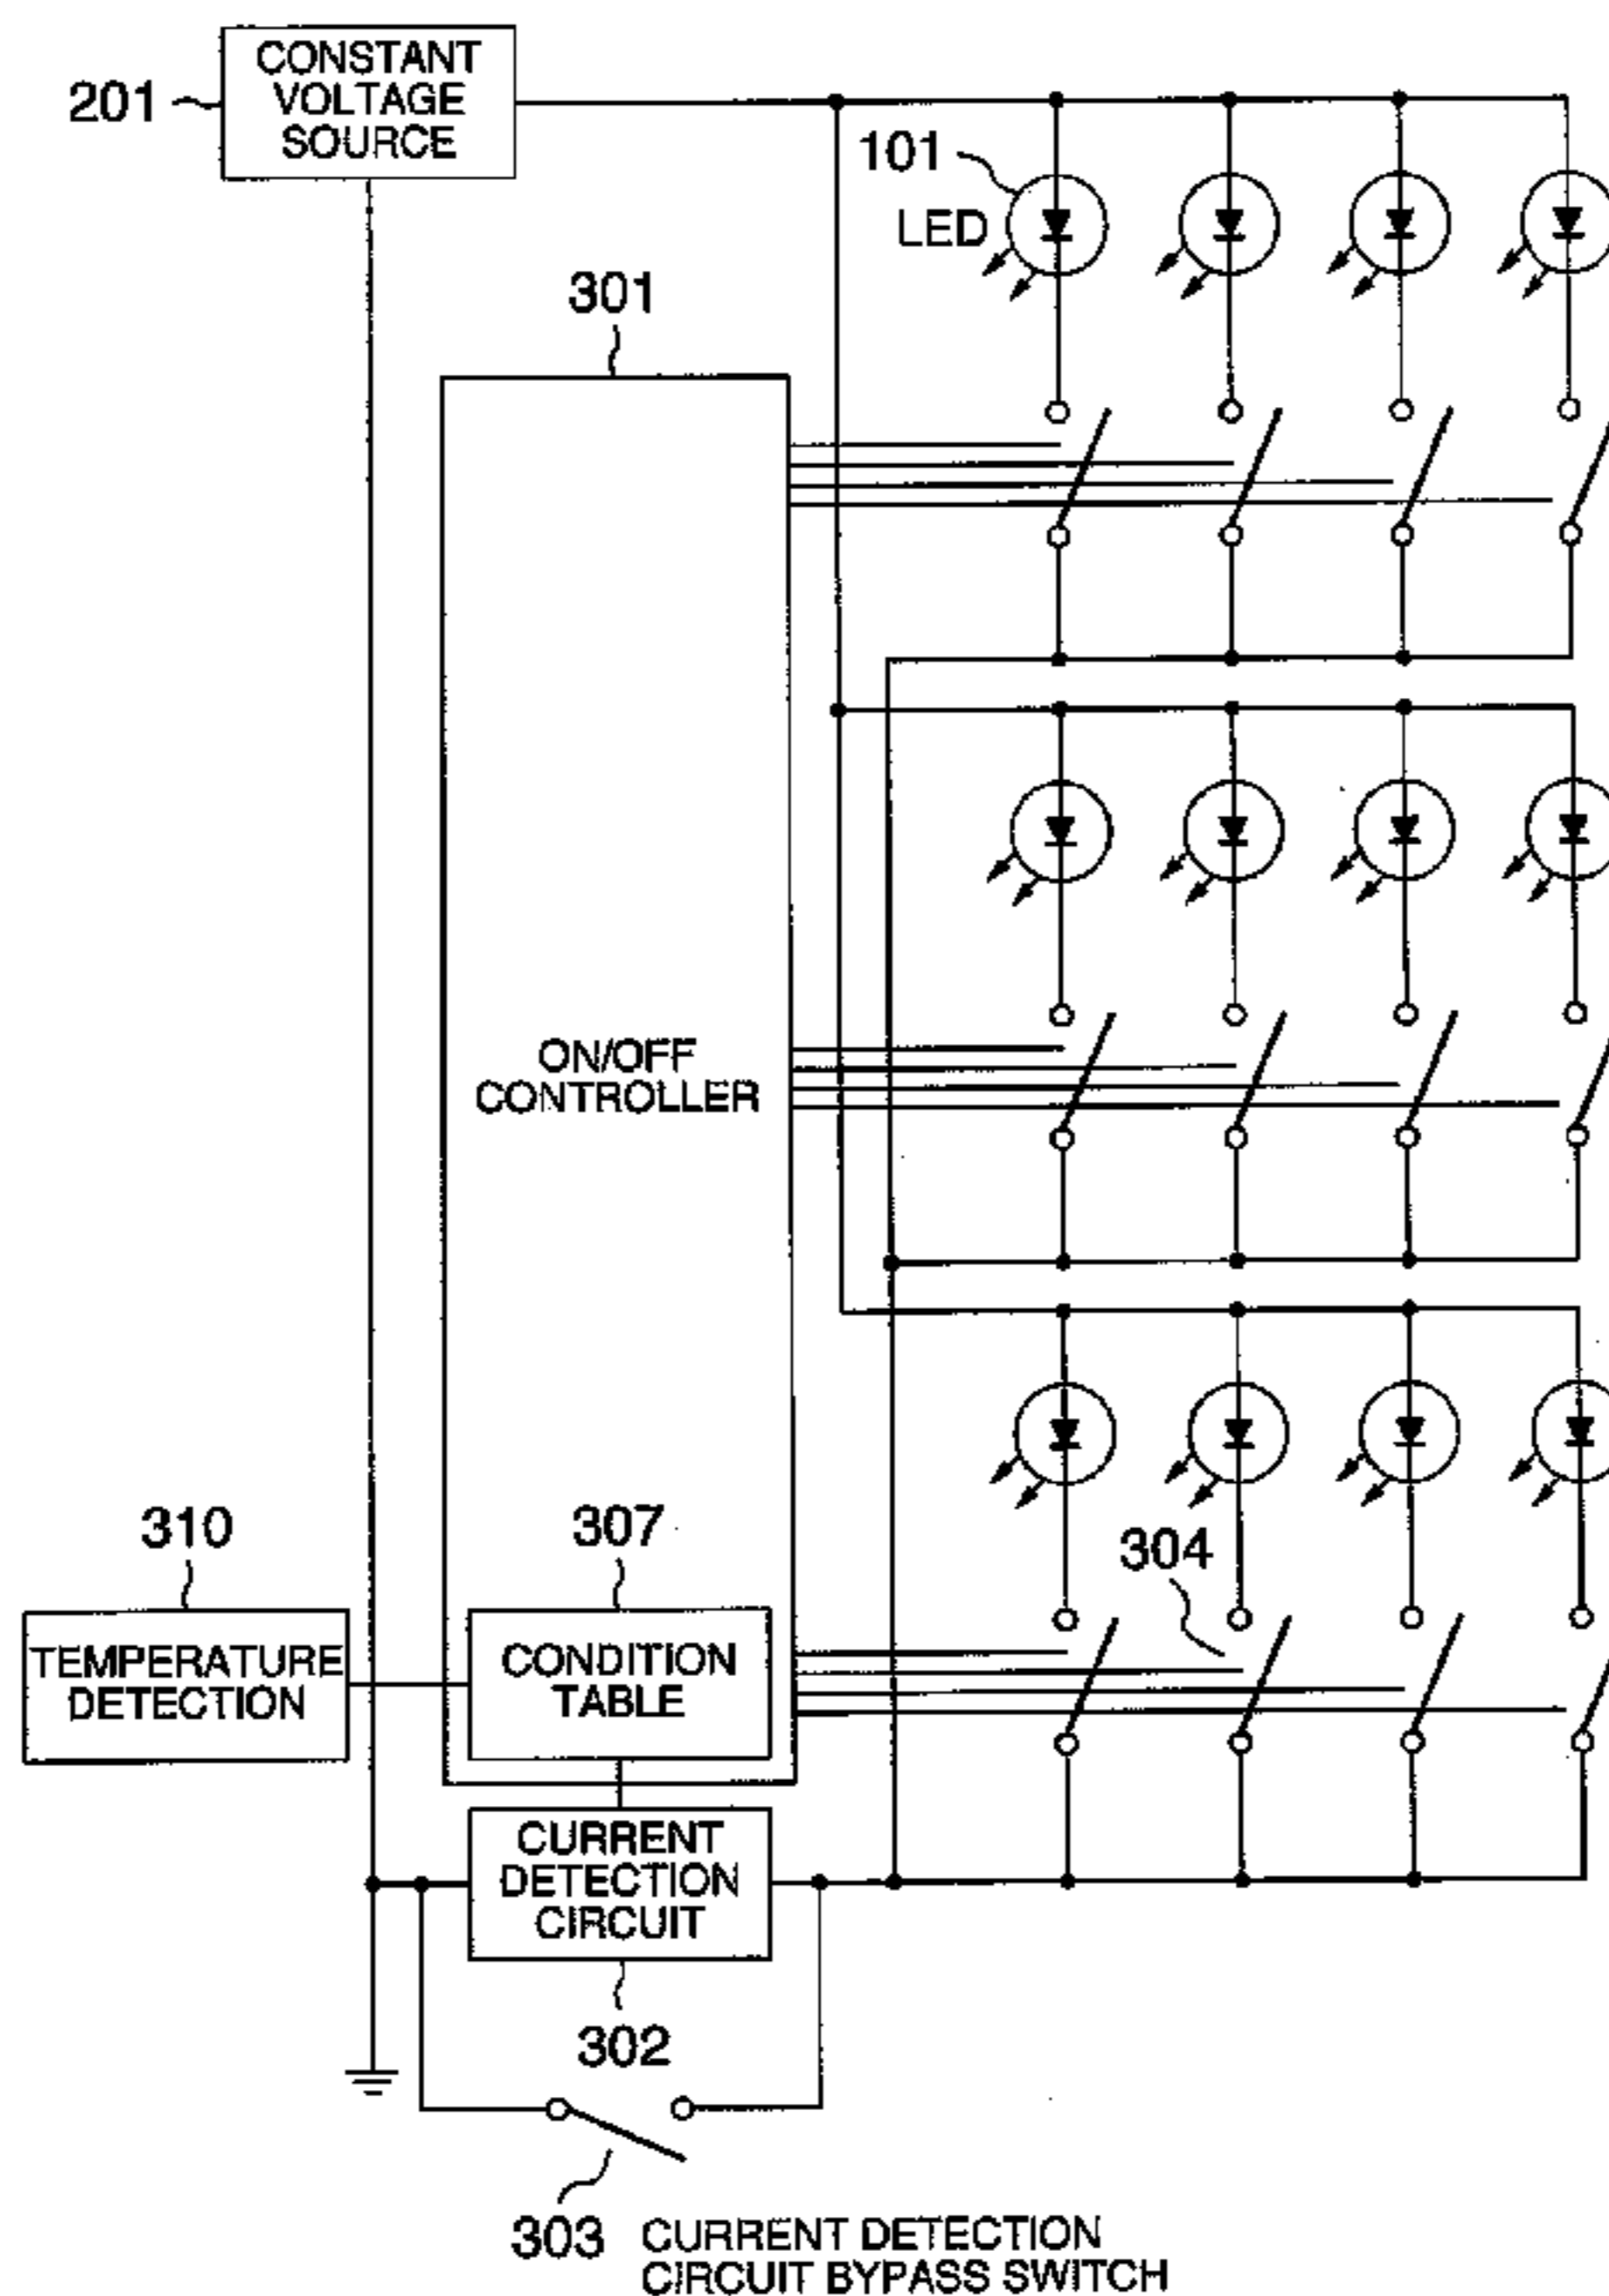 CONSTANT
VOLTAGE
SOURCE
201
101
LED
301
ON/OFF
CONTROLLER
310
307
304
TEMPERATURE
DETECTION
CONDITION
TABLE
CURRENT
DETECTION
CIRCUIT
302
303
CURRENT DETECTION
CIRCUIT BYPASS SWITCH